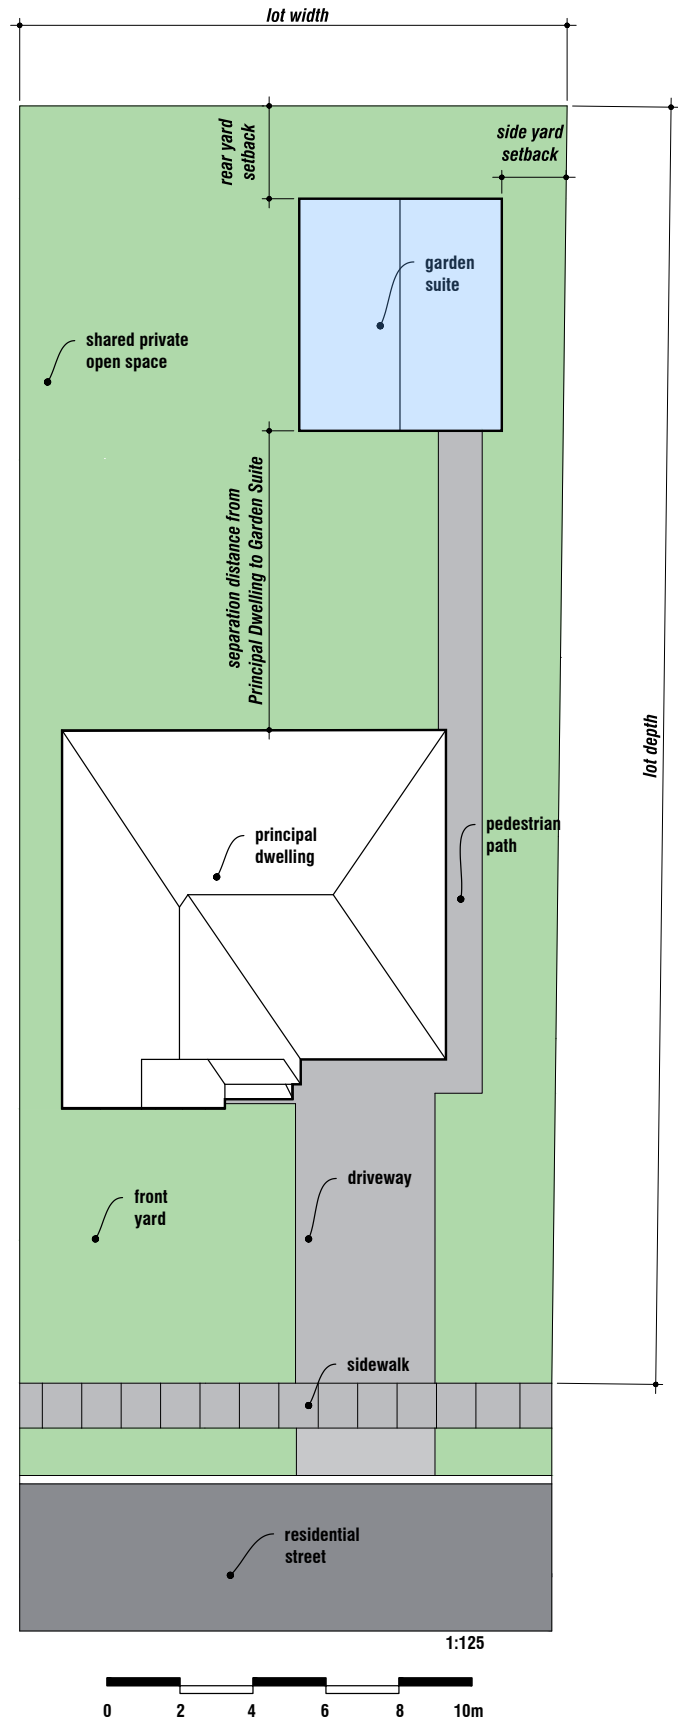 lot width
rear yard
setback
side yard
setback
garden
suite
shared private
open space
separation distance from
Principal Dwelling to Garden Suite
lot depth
principal
dwelling
pedestrian
path
driveway
front
yard
sidewalk
residential
street
1:125
0 2 4 6 8 10m